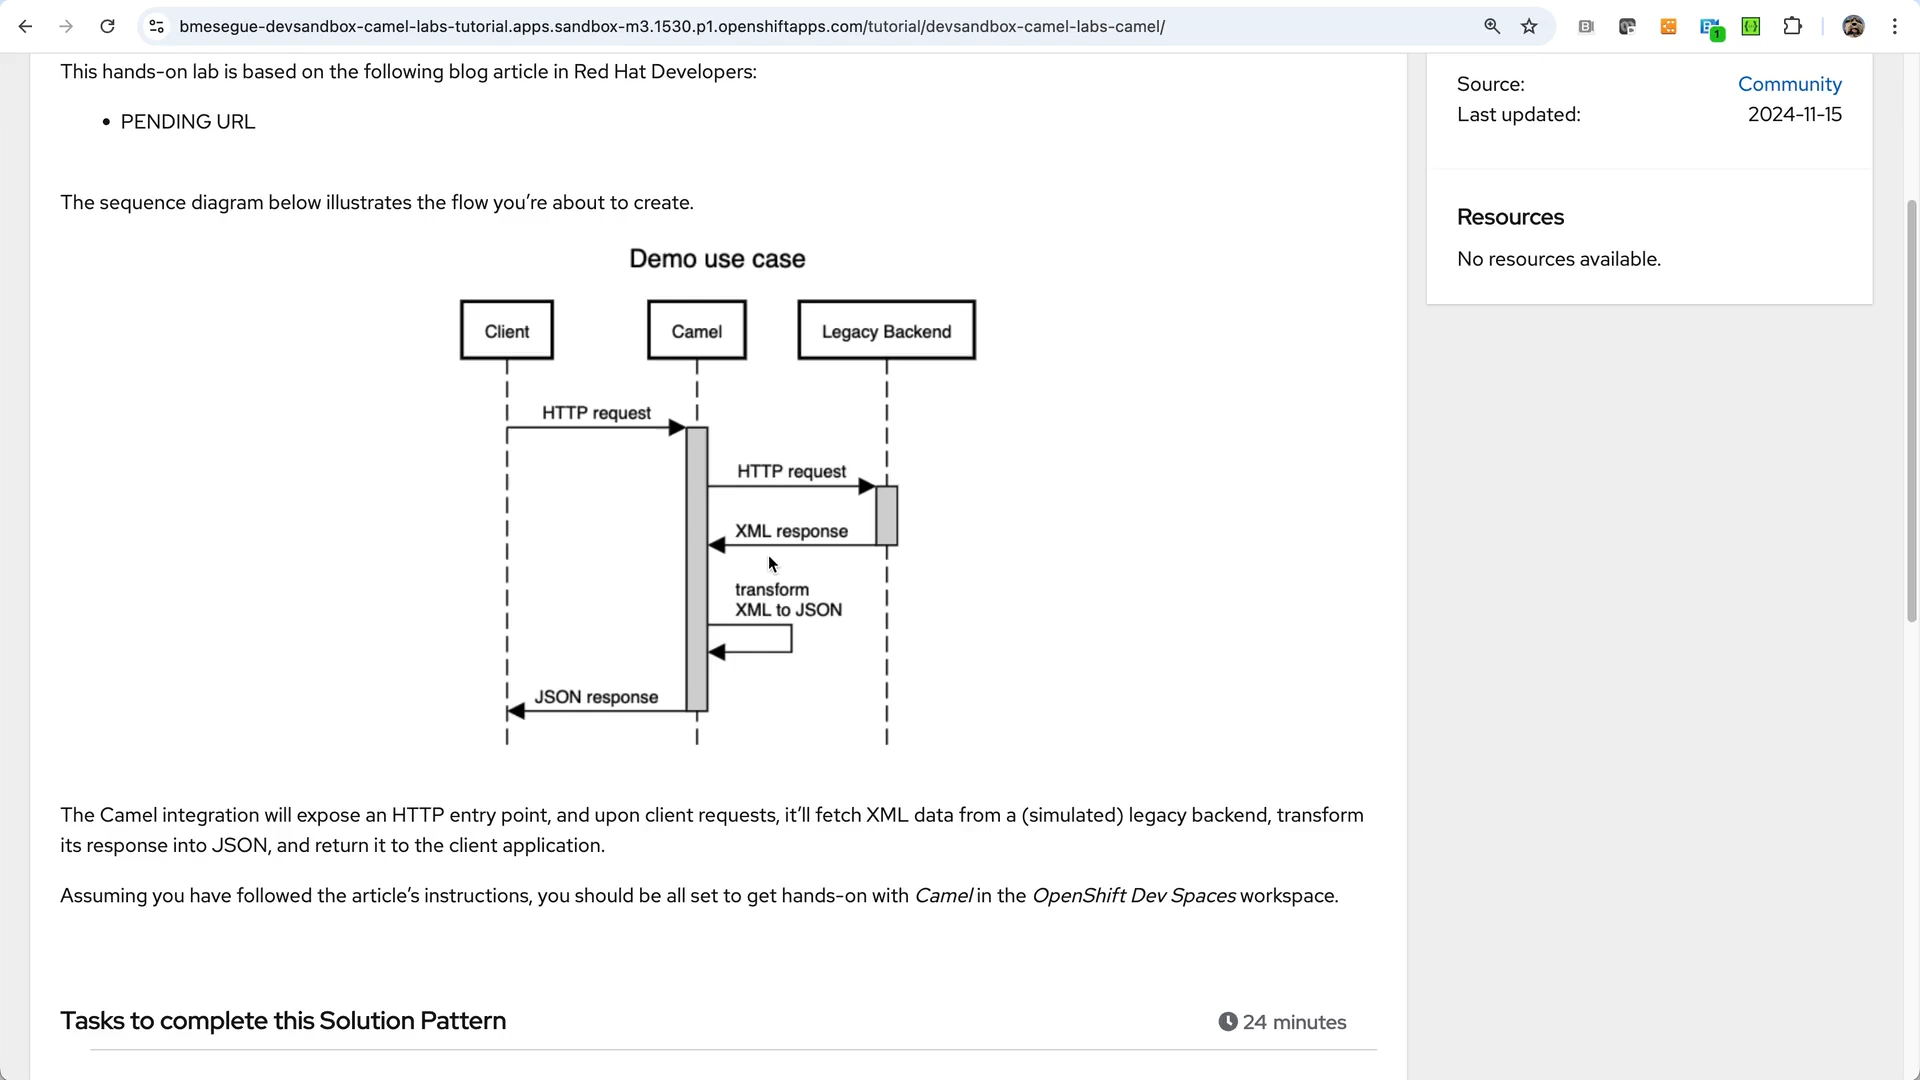 bmesegue-devsandbox-camel-labs-tutorial.apps.sandbox-m3.1530.p1.openshiftapps.com/tutorial/devsandbox-camel-labs-camel/
1
This hands-on lab is based on the following blog article in Red Hat Developers:
• PENDING URL
The sequence diagram below illustrates the flow you’re about to create.
Demo use case
Client
Camel
Legacy Backend
HTTP request
HTTP request
XML response
transform
XML to JSON
JSON response
The Camel integration will expose an HTTP entry point, and upon client requests, it’ll fetch XML data from a (simulated) legacy backend, transform
its response into JSON, and return it to the client application.
Assuming you have followed the article’s instructions, you should be all set to get hands-on with Camel in the OpenShift Dev Spaces workspace.
Tasks to complete this Solution Pattern
24 minutes
Source: Community
Last updated: 2024-11-15
Resources
No resources available.